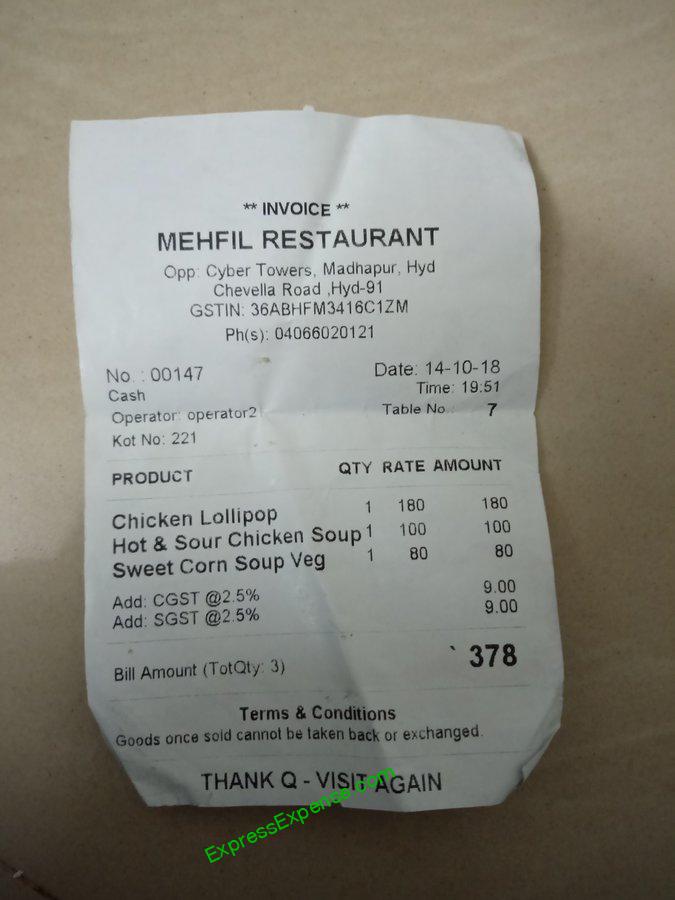 ** INVOICE **
MEHFIL RESTAURANT
Opp: Cyber Towers, Madhapur, Hyd
Chevella Road ,Hyd-91
GSTIN: 36ABHFM3416C1ZM
Ph(s): 04066020121
No. : 00147 Date: 14-10-18
Cash Time: 19:51
Operator: operator2 Table No.: 7
Kot No: 221
PRODUCT QTY RATE AMOUNT
Chicken Lollipop 1 180 180
Hot & Sour Chicken Soup 1 100 100
Sweet Corn Soup Veg 1 80 80
Add: CGST @2.5% 9.00
Add: SGST @2.5% 9.00
Bill Amount (TotQty: 3) ` 378
Terms & Conditions
Goods once sold cannot be taken back or exchanged.
THANK Q - VISIT AGAIN
ExpressExpense.com